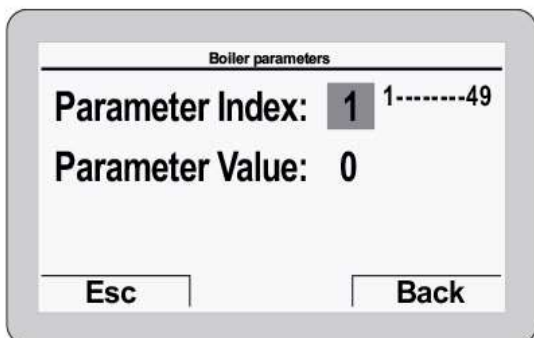 Boiler parameters
Parameter Index: 1 1--------49
Parameter Value: 0
Esc Back